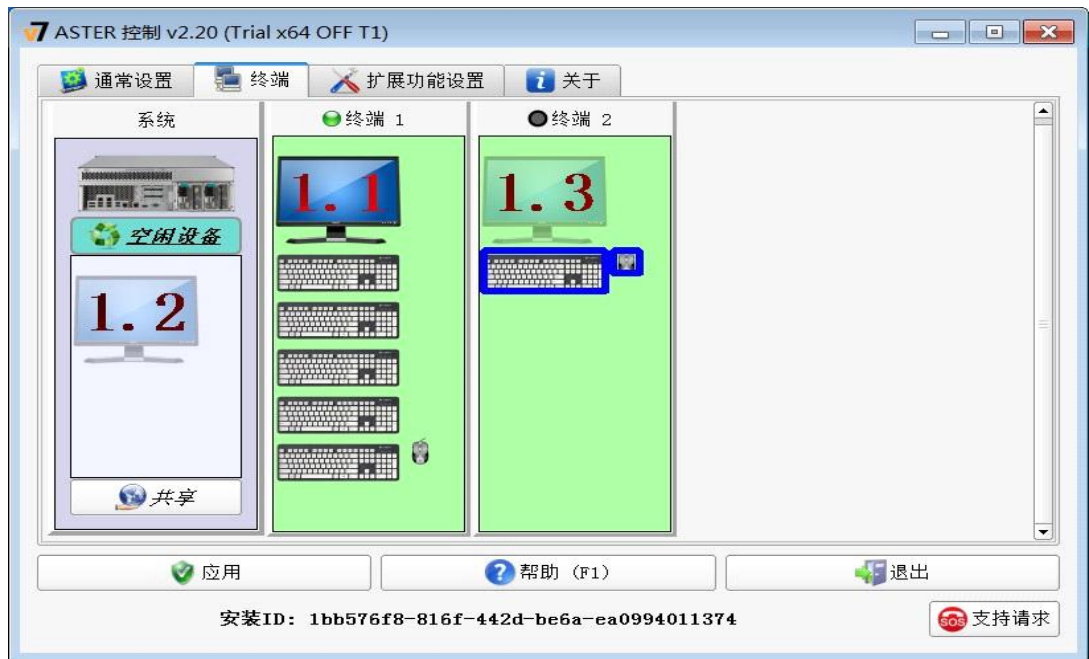 ASTER 控制 v2.20 (Trial x64 OFF T1)
通常设置 终端 扩展功能设置 关于
系统 终端 1 终端 2
1.1 1.3
空闲设备
1.2
共享
应用 帮助 (F1) 退出
安装ID: 1bb576f8-816f-442d-be6a-ea0994011374
SOS 支持请求